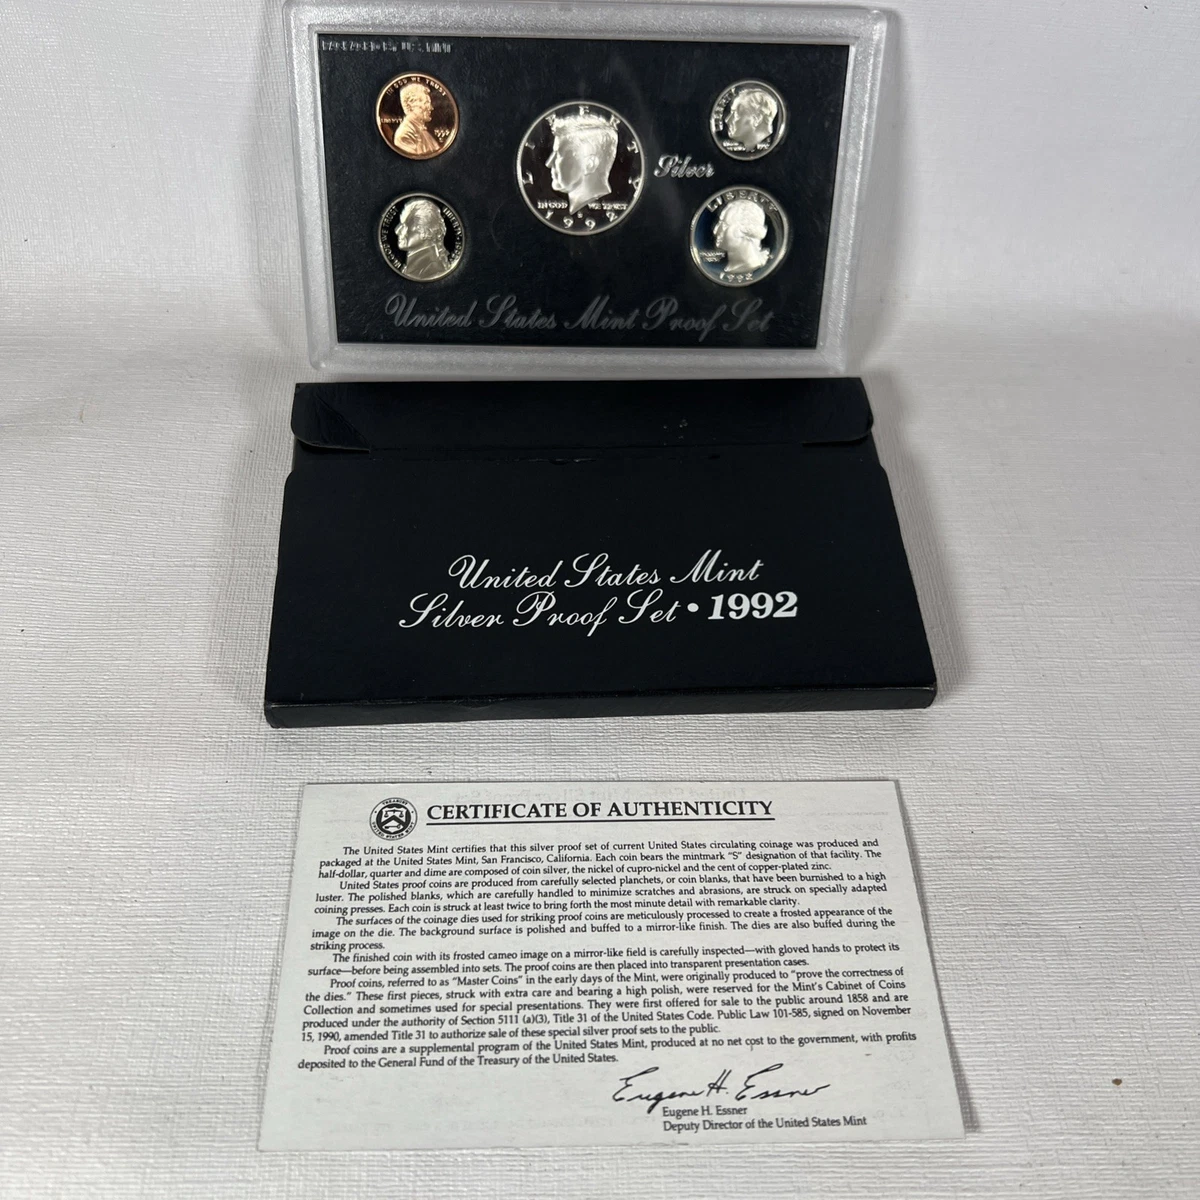 PACKAGED BY U.S. MINT
IN GOD WE TRUST
LIBERTY
1992
S
LIBERTY
IN GOD WE TRUST
S
1992
Silver
LIBERTY
IN GOD WE TRUST
LIBERTY
1992
United States Mint Proof Set
United States Mint
Silver Proof Set • 1992
CERTIFICATE OF AUTHENTICITY
The United States Mint certifies that this silver proof set of current United States circulating coinage was produced and
packaged at the United States Mint, San Francisco, California. Each coin bears the mintmark "S" designation of that facility. The
half-dollar, quarter and dime are composed of coin silver, the nickel of cupro-nickel and the cent of copper-plated zinc.
United States proof coins are produced from carefully selected planchets, or coin blanks, that have been burnished to a high
luster. The polished blanks, which are carefully handled to minimize scratches and abrasions, are struck on specially adapted
coining presses. Each coin is struck at least twice to bring forth the most minute detail with remarkable clarity.
The surfaces of the coinage dies used for striking proof coins are meticulously processed to create a frosted appearance of the
image on the die. The background surface is polished and buffed to a mirror-like finish. The dies are also buffed during the
striking process.
The finished coin with its frosted cameo image on a mirror-like field is carefully inspected—with gloved hands to protect its
surface—before being assembled into sets. The proof coins are then placed into transparent presentation cases.
Proof coins, referred to as "Master Coins" in the early days of the Mint, were originally produced to "prove the correctness of
the dies." These first pieces, struck with extra care and bearing a high polish, were reserved for the Mint's Cabinet of Coins
Collection and sometimes used for special presentations. They were first offered for sale to the public around 1858 and are
produced under the authority of Section 5111 (a)(3), Title 31 of the United States Code. Public Law 101-585, signed on November
15, 1990, amended Title 31 to authorize sale of these special silver proof sets to the public.
Proof coins are a supplemental program of the United States Mint, produced at no net cost to the government, with profits
deposited to the General Fund of the Treasury of the United States.
Eugene H. Essner
Eugene H. Essner
Deputy Director of the United States Mint